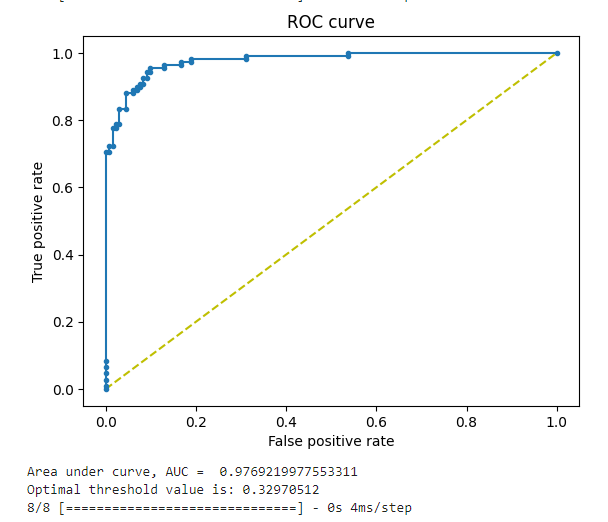 ROC curve
1.0
0.8
0.6
0.4
0.2
0.0
True positive rate
0.0 0.2 0.4 0.6 0.8 1.0
False positive rate
Area under curve, AUC =  0.9769219977553311
Optimal threshold value is: 0.32970512
8/8 [==============================] - 0s 4ms/step